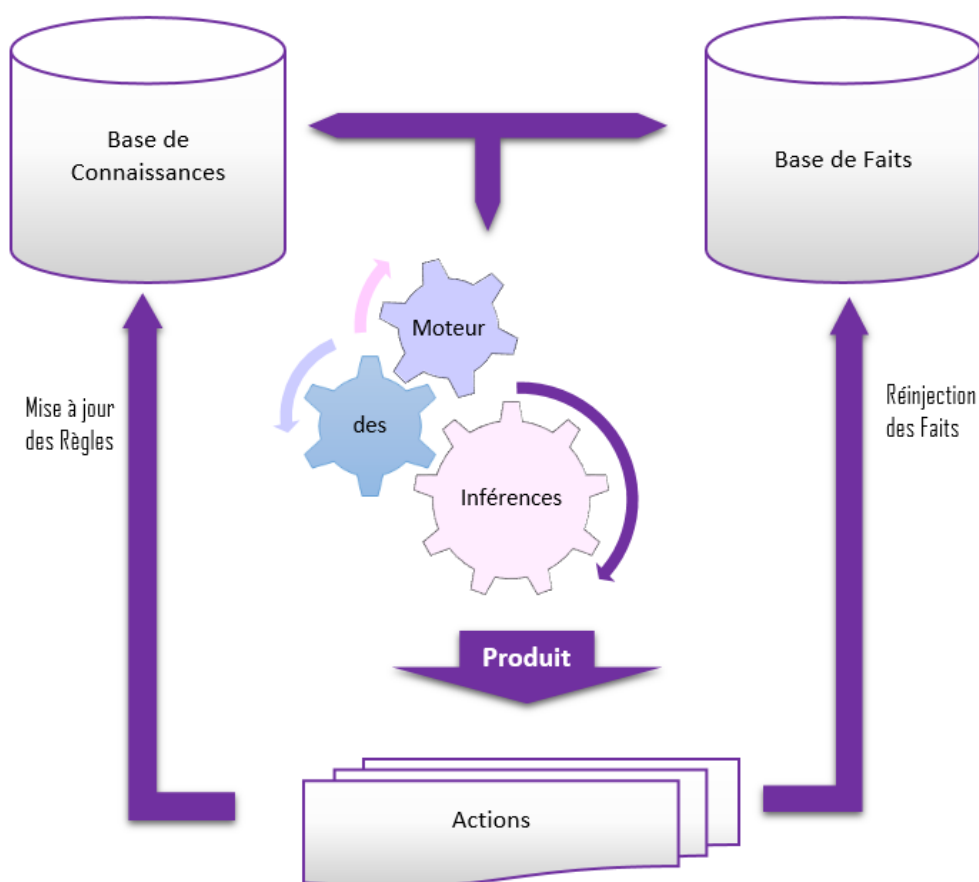 Base de
Connaissances
Base de Faits
Moteur
des
Inférences
Mise à jour
des Règles
Réinjection
des Faits
Produit
Actions